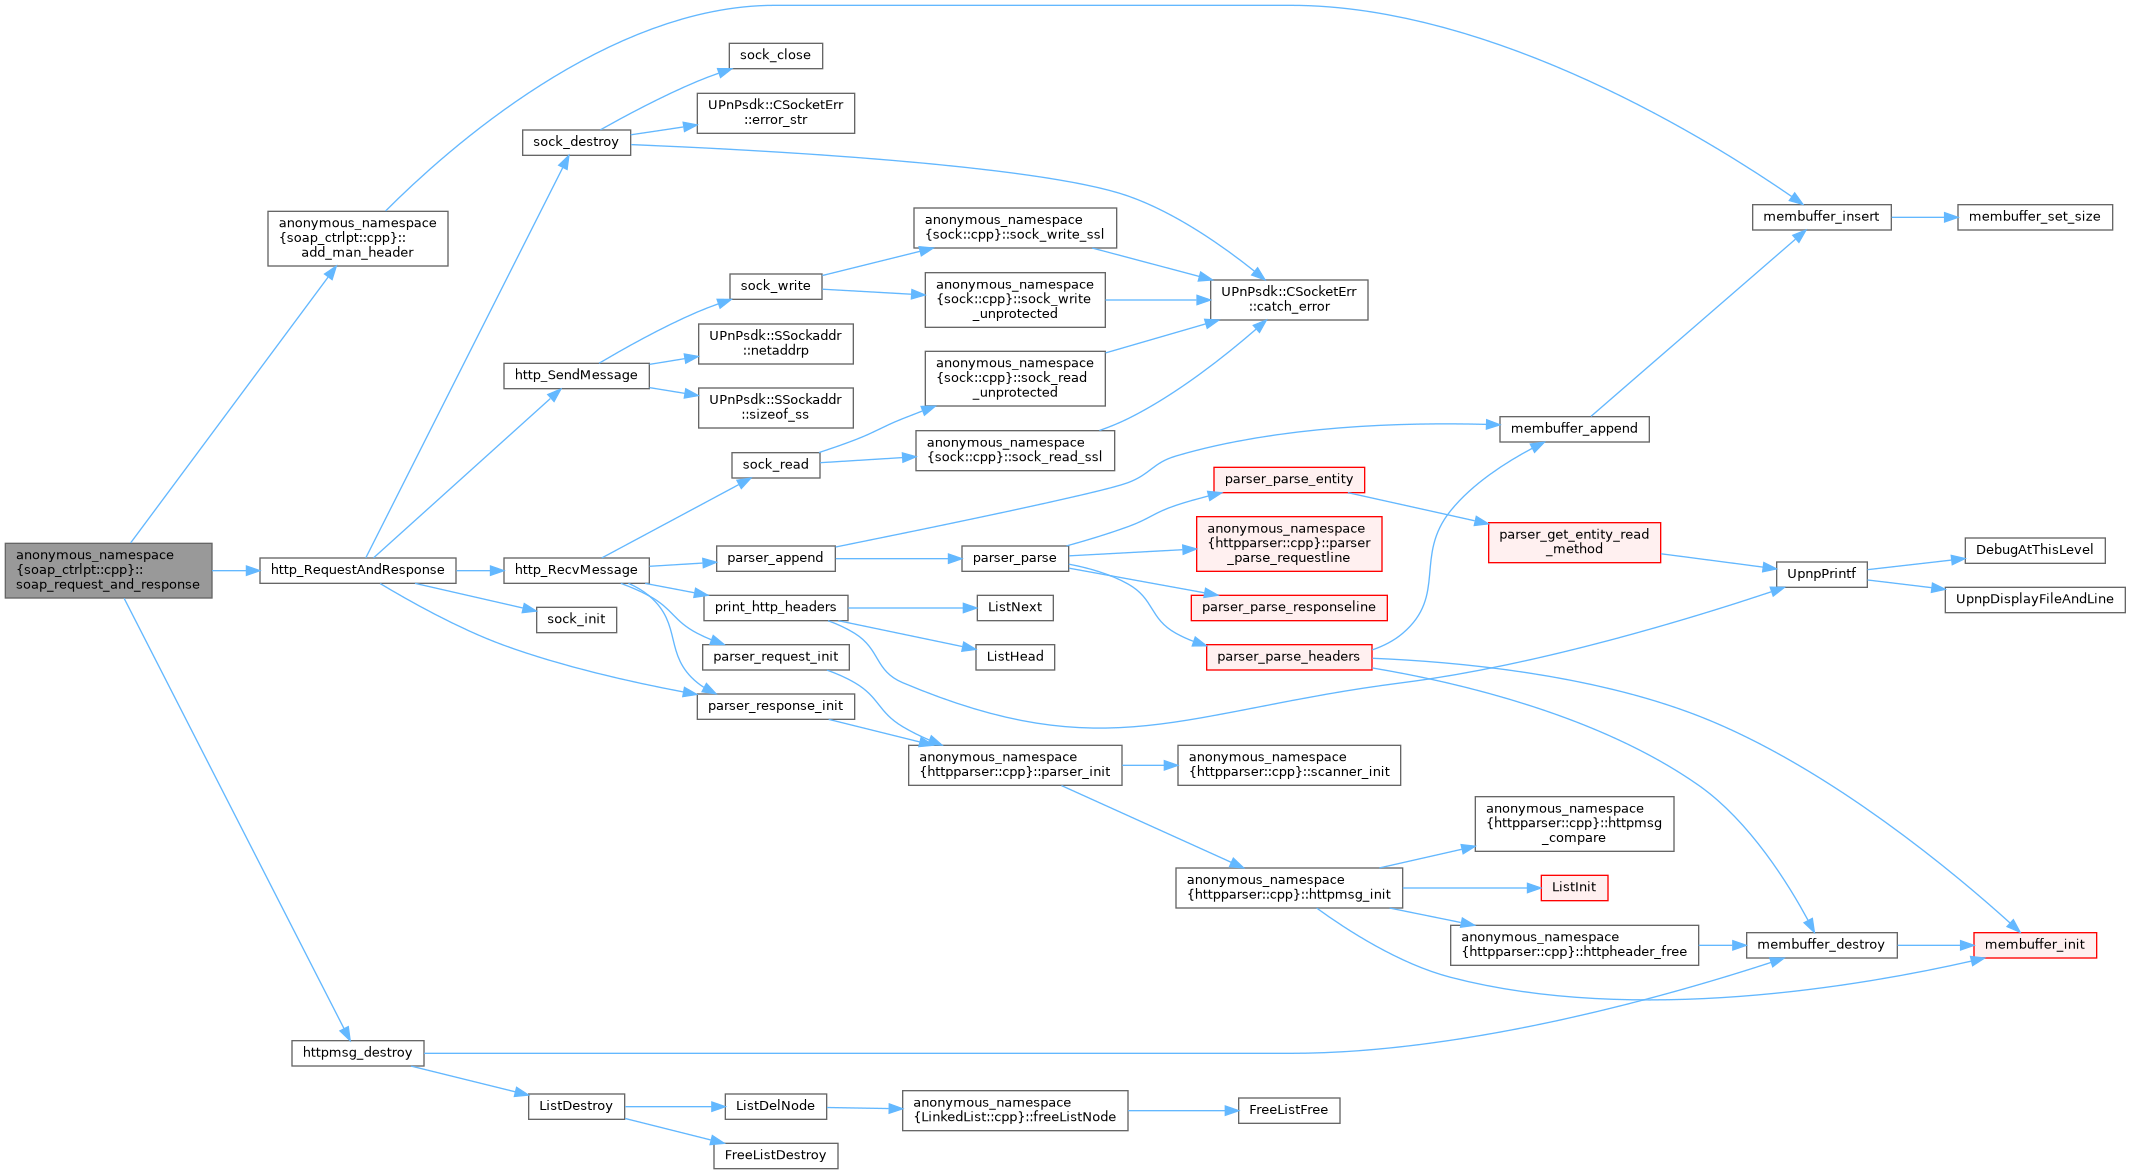 sock_close
UPnPsdk::CSocketErr
::error_str
sock_destroy
anonymous_namespace
{soap_ctrlpt::cpp}::
add_man_header
membuffer_insert
membuffer_set_size
anonymous_namespace
{sock::cpp}::sock_write_ssl
sock_write
anonymous_namespace
{sock::cpp}::sock_write
_unprotected
UPnPsdk::CSocketErr
::catch_error
UPnPsdk::SSockaddr
::netaddrp
http_SendMessage
anonymous_namespace
{sock::cpp}::sock_read
_unprotected
UPnPsdk::SSockaddr
::sizeof_ss
membuffer_append
anonymous_namespace
{sock::cpp}::sock_read_ssl
sock_read
parser_parse_entity
anonymous_namespace
{soap_ctrlpt::cpp}::
soap_request_and_response
http_RequestAndResponse
http_RecvMessage
parser_append
parser_parse
anonymous_namespace
{httpparser::cpp}::parser
_parse_requestline
parser_get_entity_read
_method
UpnpPrintf
DebugAtThisLevel
UpnpDisplayFileAndLine
sock_init
print_http_headers
ListNext
parser_parse_responseline
parser_request_init
ListHead
parser_parse_headers
parser_response_init
anonymous_namespace
{httpparser::cpp}::parser_init
anonymous_namespace
{httpparser::cpp}::scanner_init
anonymous_namespace
{httpparser::cpp}::httpmsg
_compare
anonymous_namespace
{httpparser::cpp}::httpmsg_init
ListInit
anonymous_namespace
{httpparser::cpp}::httpheader_free
membuffer_destroy
membuffer_init
httpmsg_destroy
ListDestroy
ListDelNode
anonymous_namespace
{LinkedList::cpp}::freeListNode
FreeListFree
FreeListDestroy